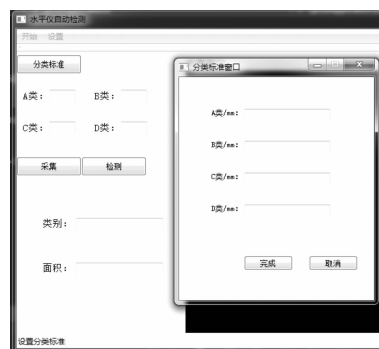 水平仪自动检测
开始 设置
分类标准
A类： B类：
C类： D类：
采集 检测
类别：
面积：
设置分类标准
分类标准窗口
A类/mm：
B类/mm：
C类/mm：
D类/mm：
完成 取消